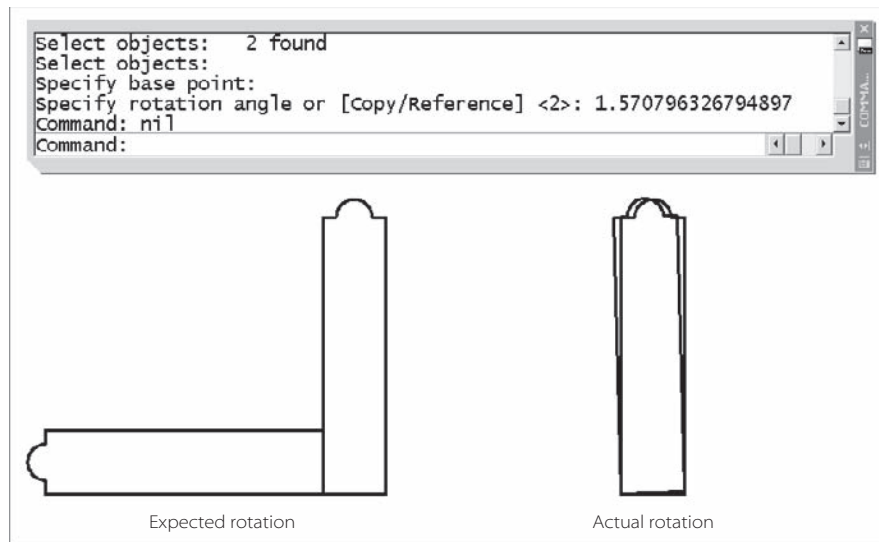 Select objects:   2 found
Select objects:
Specify base point:
Specify rotation angle or [Copy/Reference] <2>: 1.570796326794897
Command: nil
Command:
COMMA...
Expected rotation
Actual rotation